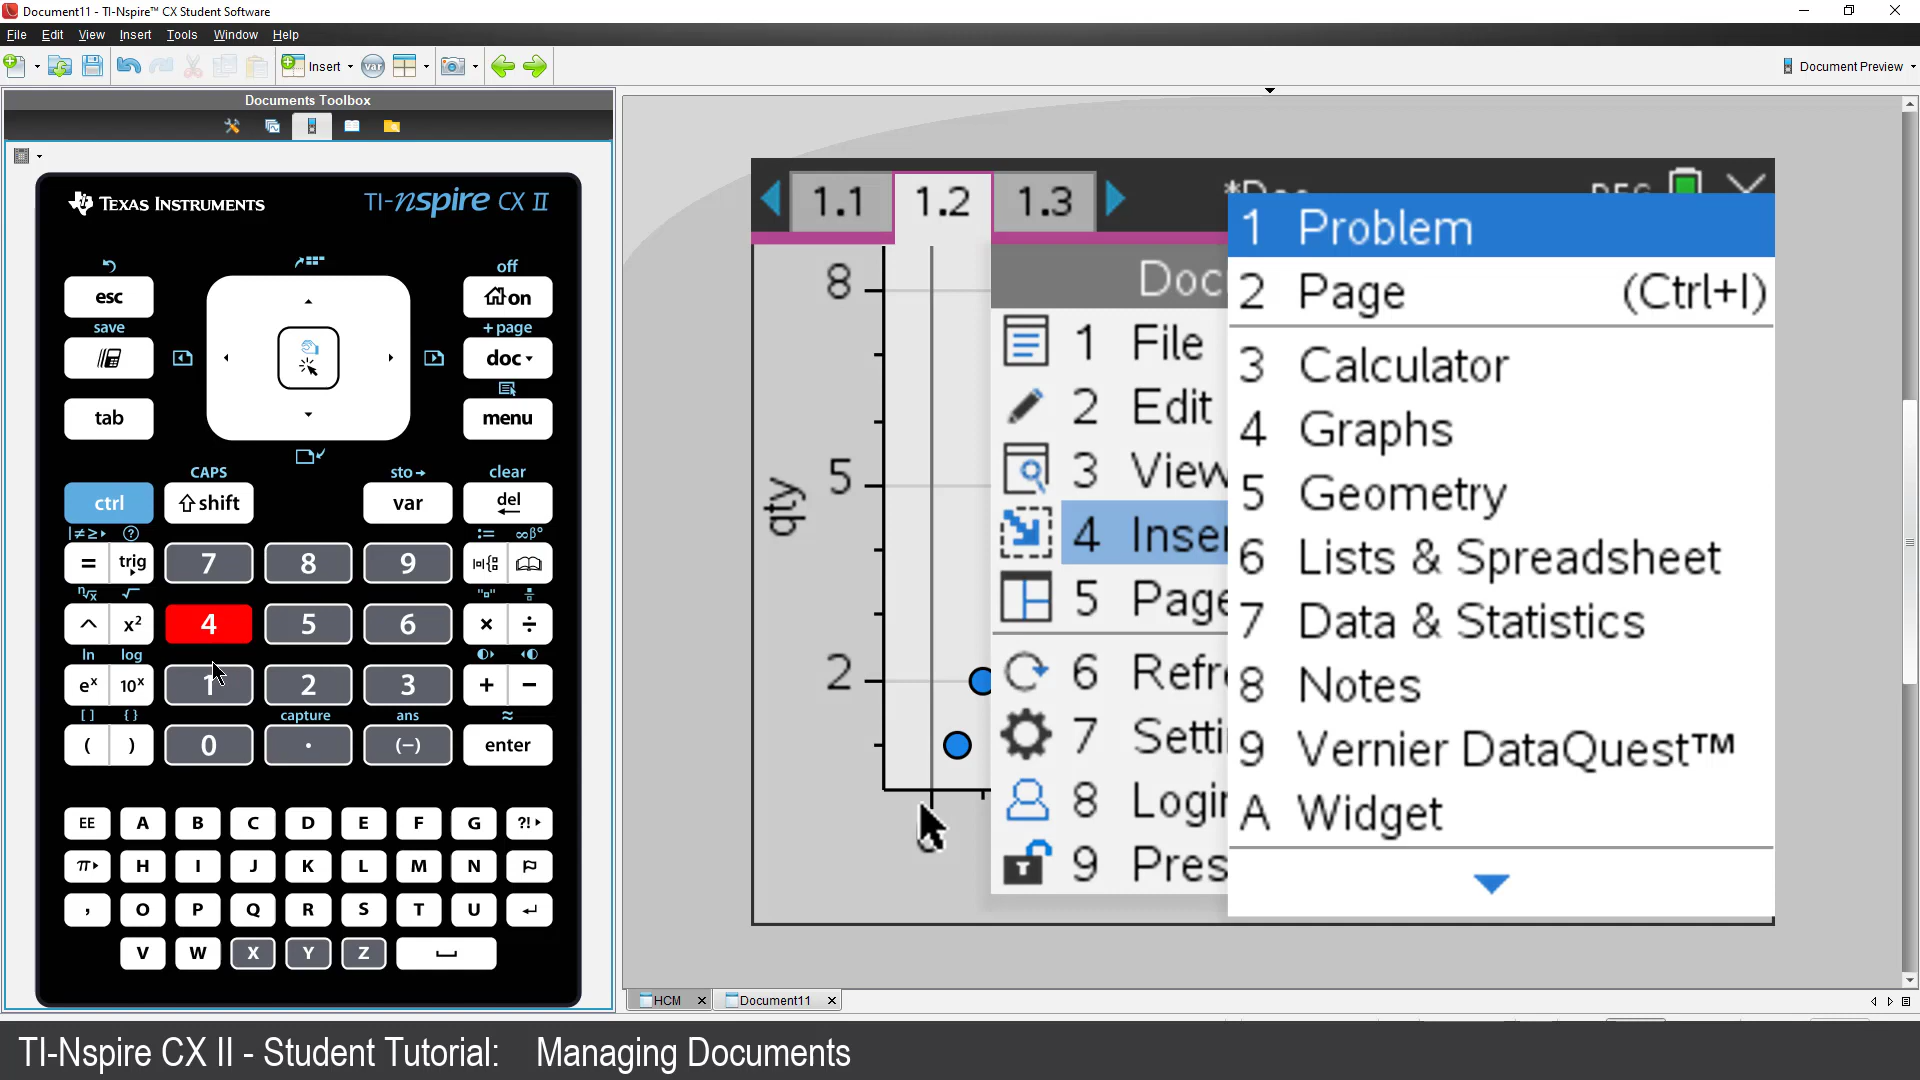 Document11 - TI-Nspire™ CX Student Software
File Edit View Insert Tools Window Help
Insert var Document Preview
Documents Toolbox
TEXAS INSTRUMENTS TI-nspire CX II
off
esc on
save + page
doc
tab menu
CAPS sto→ clear
ctrl shift var del
|≠≥▸ ? := ∞β°
= trig 7 8 9
ⁿ√x √ "▫"
^ x² 4 5 6 × ÷
ln log
eˣ 10ˣ 1 2 3 + −
[ ] { } capture ans ≈
( ) 0 . (−) enter
EE A B C D E F G ?!▸
π▸ H I J K L M N
, O P Q R S T U ↵
V W X Y Z
1.1 1.2 1.3
8
5
2
qty
1 File
2 Edit
3 View
4
5 Page
6
7
8
9
1 Problem
2 Page (Ctrl+I)
3 Calculator
4 Graphs
5 Geometry
6 Lists & Spreadsheet
7 Data & Statistics
8 Notes
9 Vernier DataQuest™
A Widget
HCM Document11
TI-Nspire CX II - Student Tutorial: Managing Documents